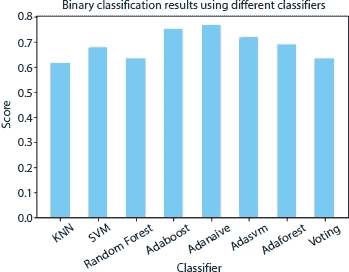 Binary classification results using different classifiers
0.8
0.7
0.6
0.5
0.4
0.3
0.2
0.1
0.0
Score
KNN
SVM
Random Forest
Adaboost
Adanaive
Adasvm
Adaforest
Voting
Classifier